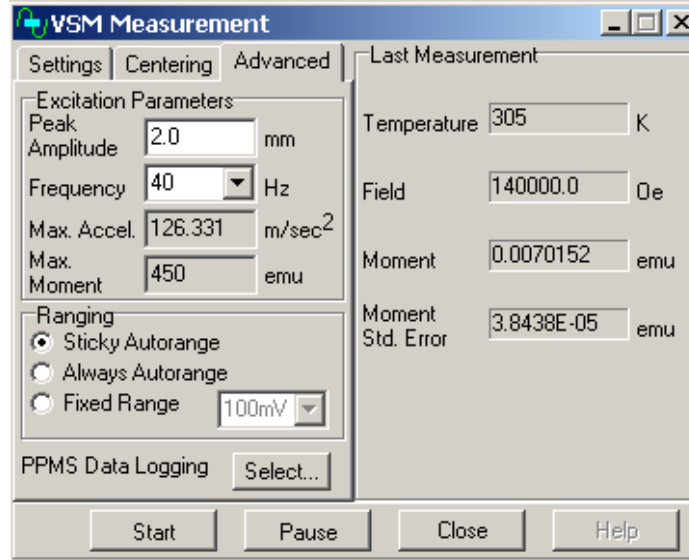 VSM Measurement
Settings Centering Advanced
Excitation Parameters
Peak
Amplitude 2.0 mm
Frequency 40 Hz
Max. Accel. 126.331 m/sec2
Max.
Moment 450 emu
Ranging
Sticky Autorange
Always Autorange
Fixed Range 100mV
PPMS Data Logging Select...
Last Measurement
Temperature 305 K
Field 140000.0 Oe
Moment 0.0070152 emu
Moment
Std. Error 3.8438E-05 emu
Start Pause Close Help